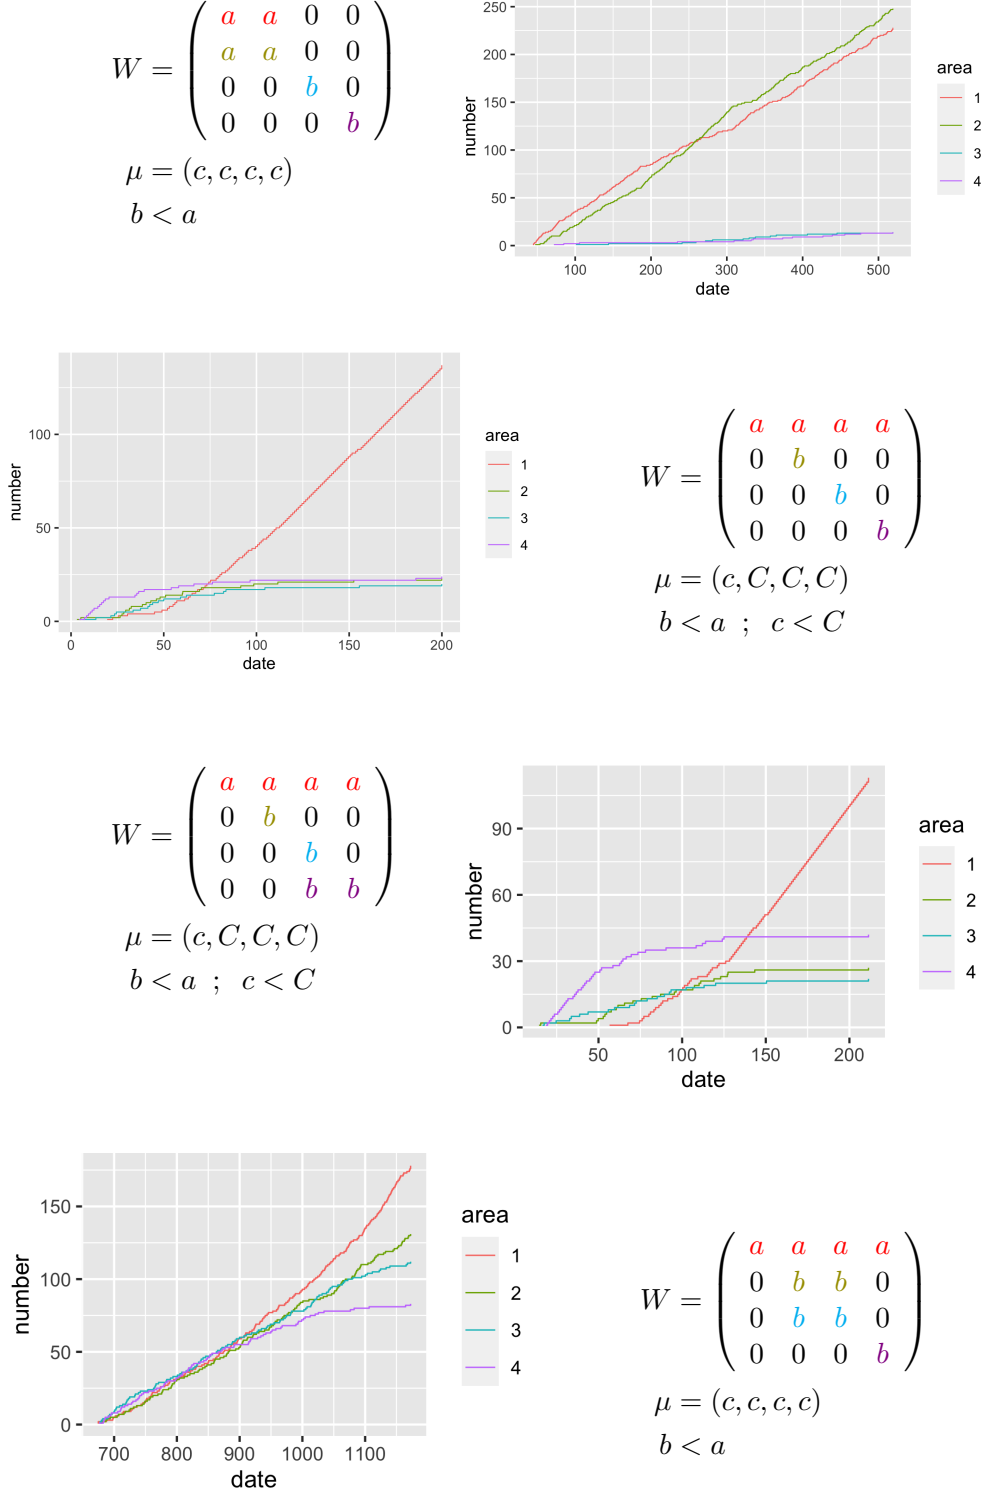 W = ( a a 0 0
a a 0 0
0 0 b 0
0 0 0 b )
μ = (c, c, c, c)
b < a
250
200
150
100
50
0
number
100 200 300 400 500
date
area
1
2
3
4
100
50
0
number
0 50 100 150 200
date
area
1
2
3
4
W = ( a a a a
0 b 0 0
0 0 b 0
0 0 0 b )
μ = (c, C, C, C)
b < a ; c < C
W = ( a a a a
0 b 0 0
0 0 b 0
0 0 b b )
μ = (c, C, C, C)
b < a ; c < C
90
60
30
0
number
50 100 150 200
date
area
1
2
3
4
150
100
50
0
number
700 800 900 1000 1100
date
area
1
2
3
4
W = ( a a a a
0 b b 0
0 b b 0
0 0 0 b )
μ = (c, c, c, c)
b < a